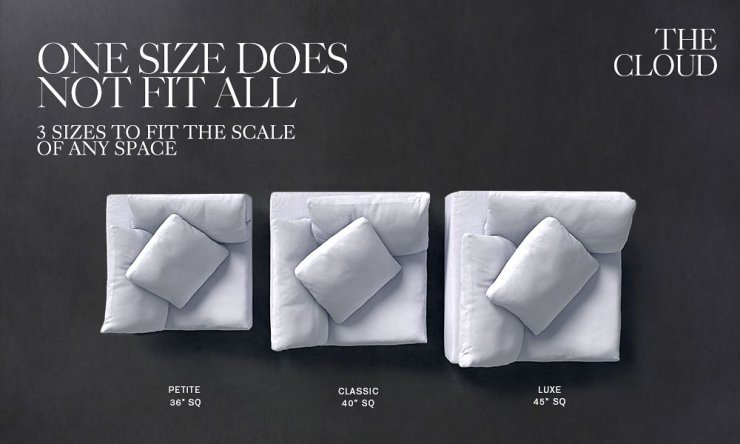 ONE SIZE DOES
NOT FIT ALL
3 SIZES TO FIT THE SCALE
OF ANY SPACE
THE
CLOUD
PETITE
36" SQ
CLASSIC
40" SQ
LUXE
45" SQ